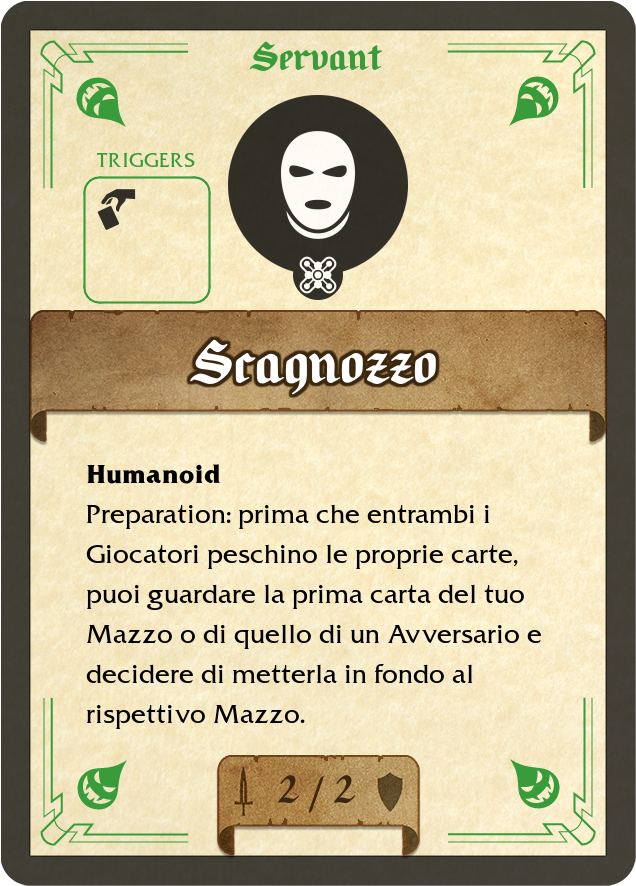 Servant
TRIGGERS
Scagnozzo
Humanoid
Preparation: prima che entrambi i
Giocatori peschino le proprie carte,
puoi guardare la prima carta del tuo
Mazzo o di quello di un Avversario e
decidere di metterla in fondo al
rispettivo Mazzo.
2 / 2